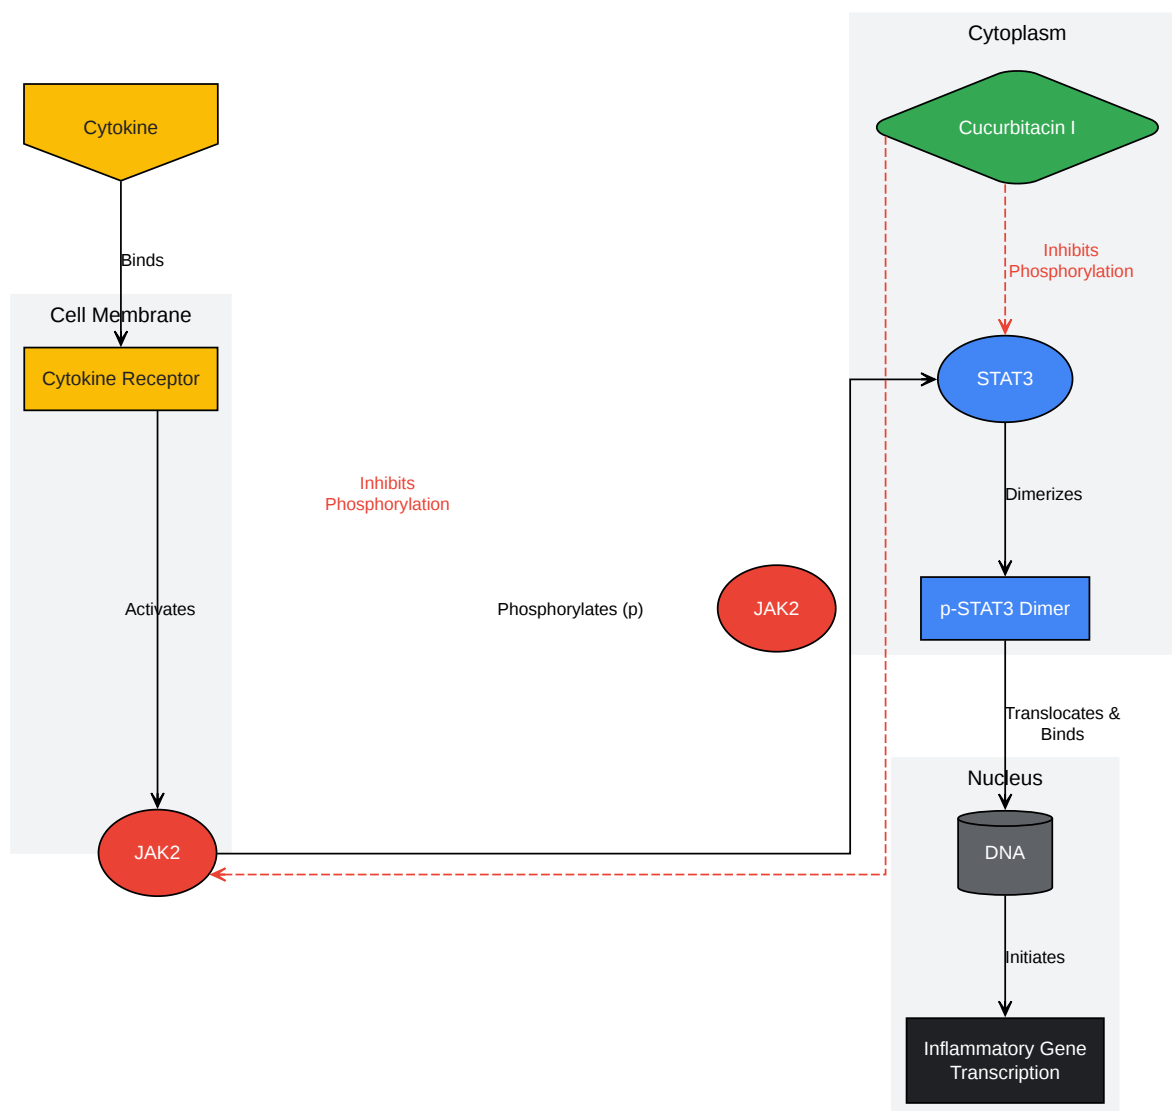 Cytoplasm
Cytokine
Cucurbitacin I
Binds
Inhibits
Phosphorylation
Cell Membrane
Cytokine Receptor
STAT3
Inhibits
Phosphorylation
Dimerizes
Activates
Phosphorylates (p)
JAK2
p-STAT3 Dimer
Translocates &
Binds
Nucleus
JAK2
DNA
Initiates
Inflammatory Gene
Transcription